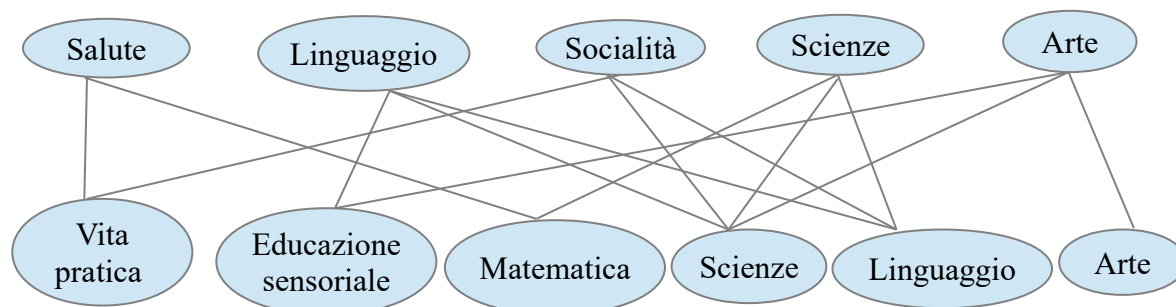 Salute
Linguaggio
Socialità
Scienze
Arte
Vita
pratica
Educazione
sensoriale
Matematica
Scienze
Linguaggio
Arte